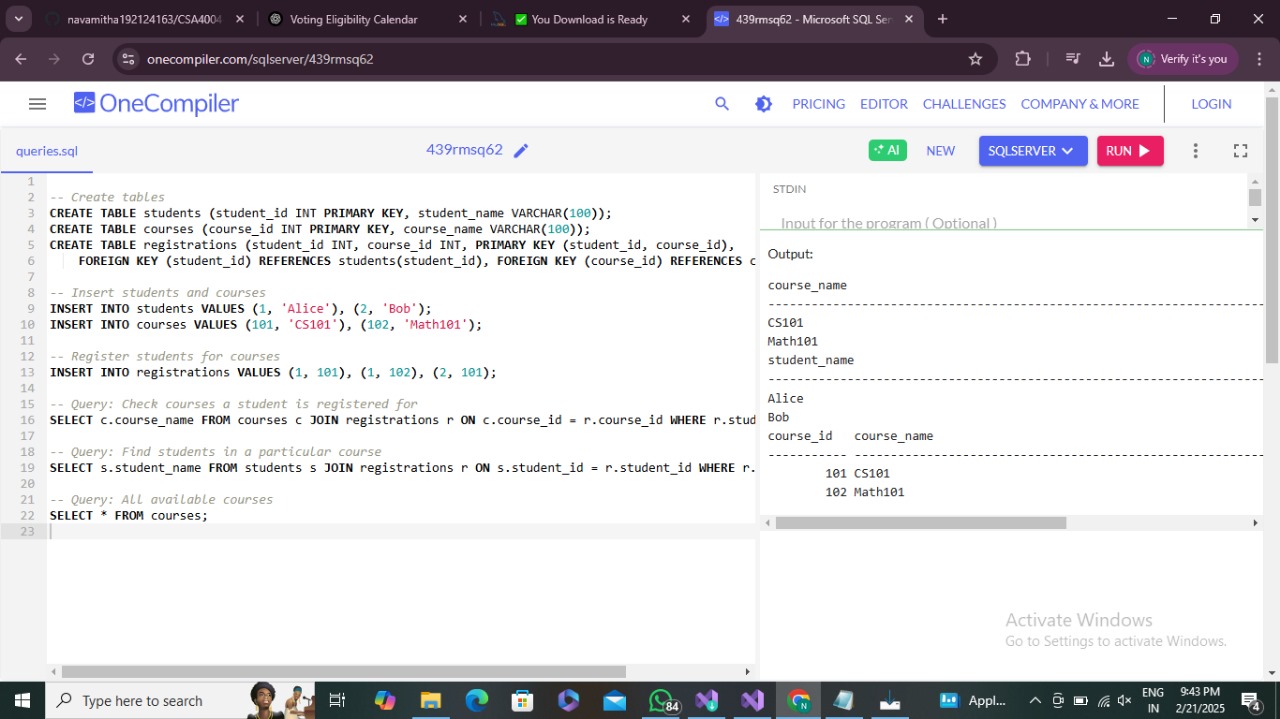 navamitha192124163/CSA4004
Voting Eligibility Calendar
You Download is Ready
439rmsq62 - Microsoft SQL Ser
onecompiler.com/sqlserver/439rmsq62
N
Verify it's you
</> OneCompiler
PRICING
EDITOR
CHALLENGES
COMPANY & MORE
LOGIN
queries.sql
439rmsq62
AI
NEW
SQLSERVER
RUN
1
2 -- Create tables
3 CREATE TABLE students (student_id INT PRIMARY KEY, student_name VARCHAR(100));
4 CREATE TABLE courses (course_id INT PRIMARY KEY, course_name VARCHAR(100));
5 CREATE TABLE registrations (student_id INT, course_id INT, PRIMARY KEY (student_id, course_id),
6 FOREIGN KEY (student_id) REFERENCES students(student_id), FOREIGN KEY (course_id) REFERENCES c
7
8 -- Insert students and courses
9 INSERT INTO students VALUES (1, 'Alice'), (2, 'Bob');
10 INSERT INTO courses VALUES (101, 'CS101'), (102, 'Math101');
11
12 -- Register students for courses
13 INSERT INTO registrations VALUES (1, 101), (1, 102), (2, 101);
14
15 -- Query: Check courses a student is registered for
16 SELECT c.course_name FROM courses c JOIN registrations r ON c.course_id = r.course_id WHERE r.stud
17
18 -- Query: Find students in a particular course
19 SELECT s.student_name FROM students s JOIN registrations r ON s.student_id = r.student_id WHERE r.
20
21 -- Query: All available courses
22 SELECT * FROM courses;
23
STDIN
Input for the program ( Optional )
Output:
course_name
--------------------------------------------------------------------
CS101
Math101
student_name
--------------------------------------------------------------------
Alice
Bob
course_id   course_name
----------- --------------------------------------------------------
101 CS101
102 Math101
Activate Windows
Go to Settings to activate Windows.
Type here to search
84
Appl...
ENG
IN
9:43 PM
2/21/2025
4